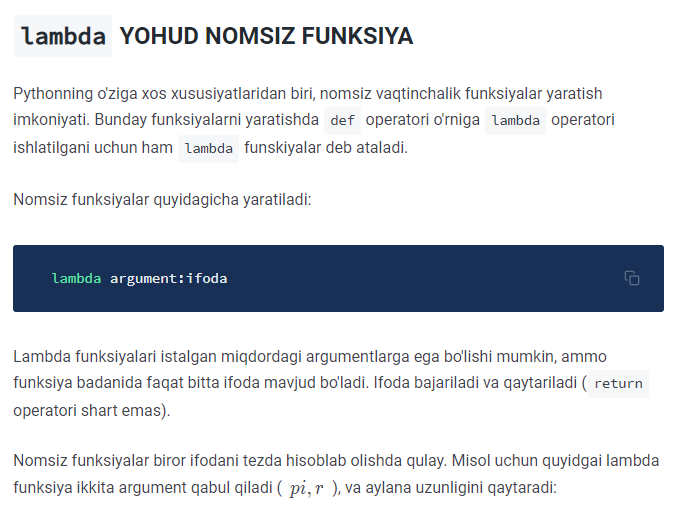 lambda YOHUD NOMSIZ FUNKSIYA
Pythonning o'ziga xos xususiyatlaridan biri, nomsiz vaqtinchalik funksiyalar yaratish
imkoniyati. Bunday funksiyalarni yaratishda def operatori o'rniga lambda operatori
ishlatilgani uchun ham lambda funskiyalar deb ataladi.
Nomsiz funksiyalar quyidagicha yaratiladi:
lambda argument:ifoda
Lambda funksiyalari istalgan miqdordagi argumentlarga ega bo'lishi mumkin, ammo
funksiya badanida faqat bitta ifoda mavjud bo'ladi. Ifoda bajariladi va qaytariladi ( return
operatori shart emas).
Nomsiz funksiyalar biror ifodani tezda hisoblab olishda qulay. Misol uchun quyidgai lambda
funksiya ikkita argument qabul qiladi ( pi, r ), va aylana uzunligini qaytaradi: